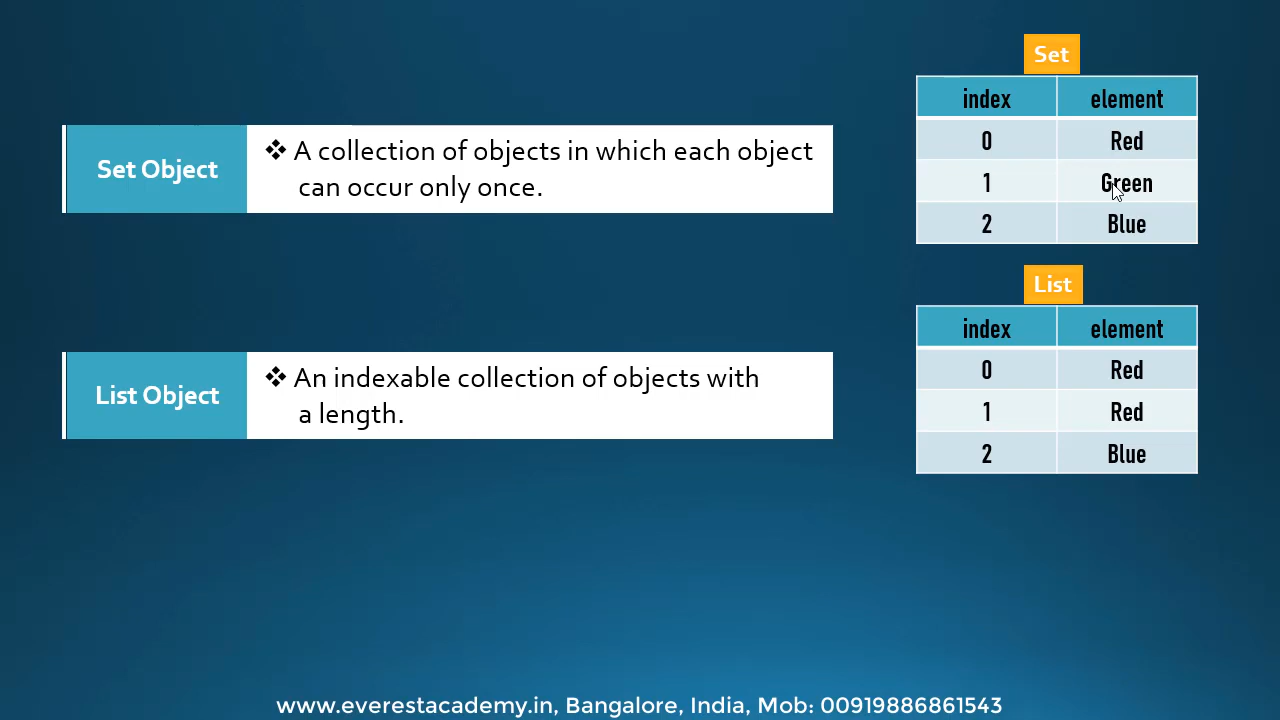 Set Object
❖ A collection of objects in which each object
can occur only once.
Set
index element
0 Red
1 Green
2 Blue
List Object
❖ An indexable collection of objects with
a length.
List
index element
0 Red
1 Red
2 Blue
www.everestacademy.in, Bangalore, India, Mob: 00919886861543